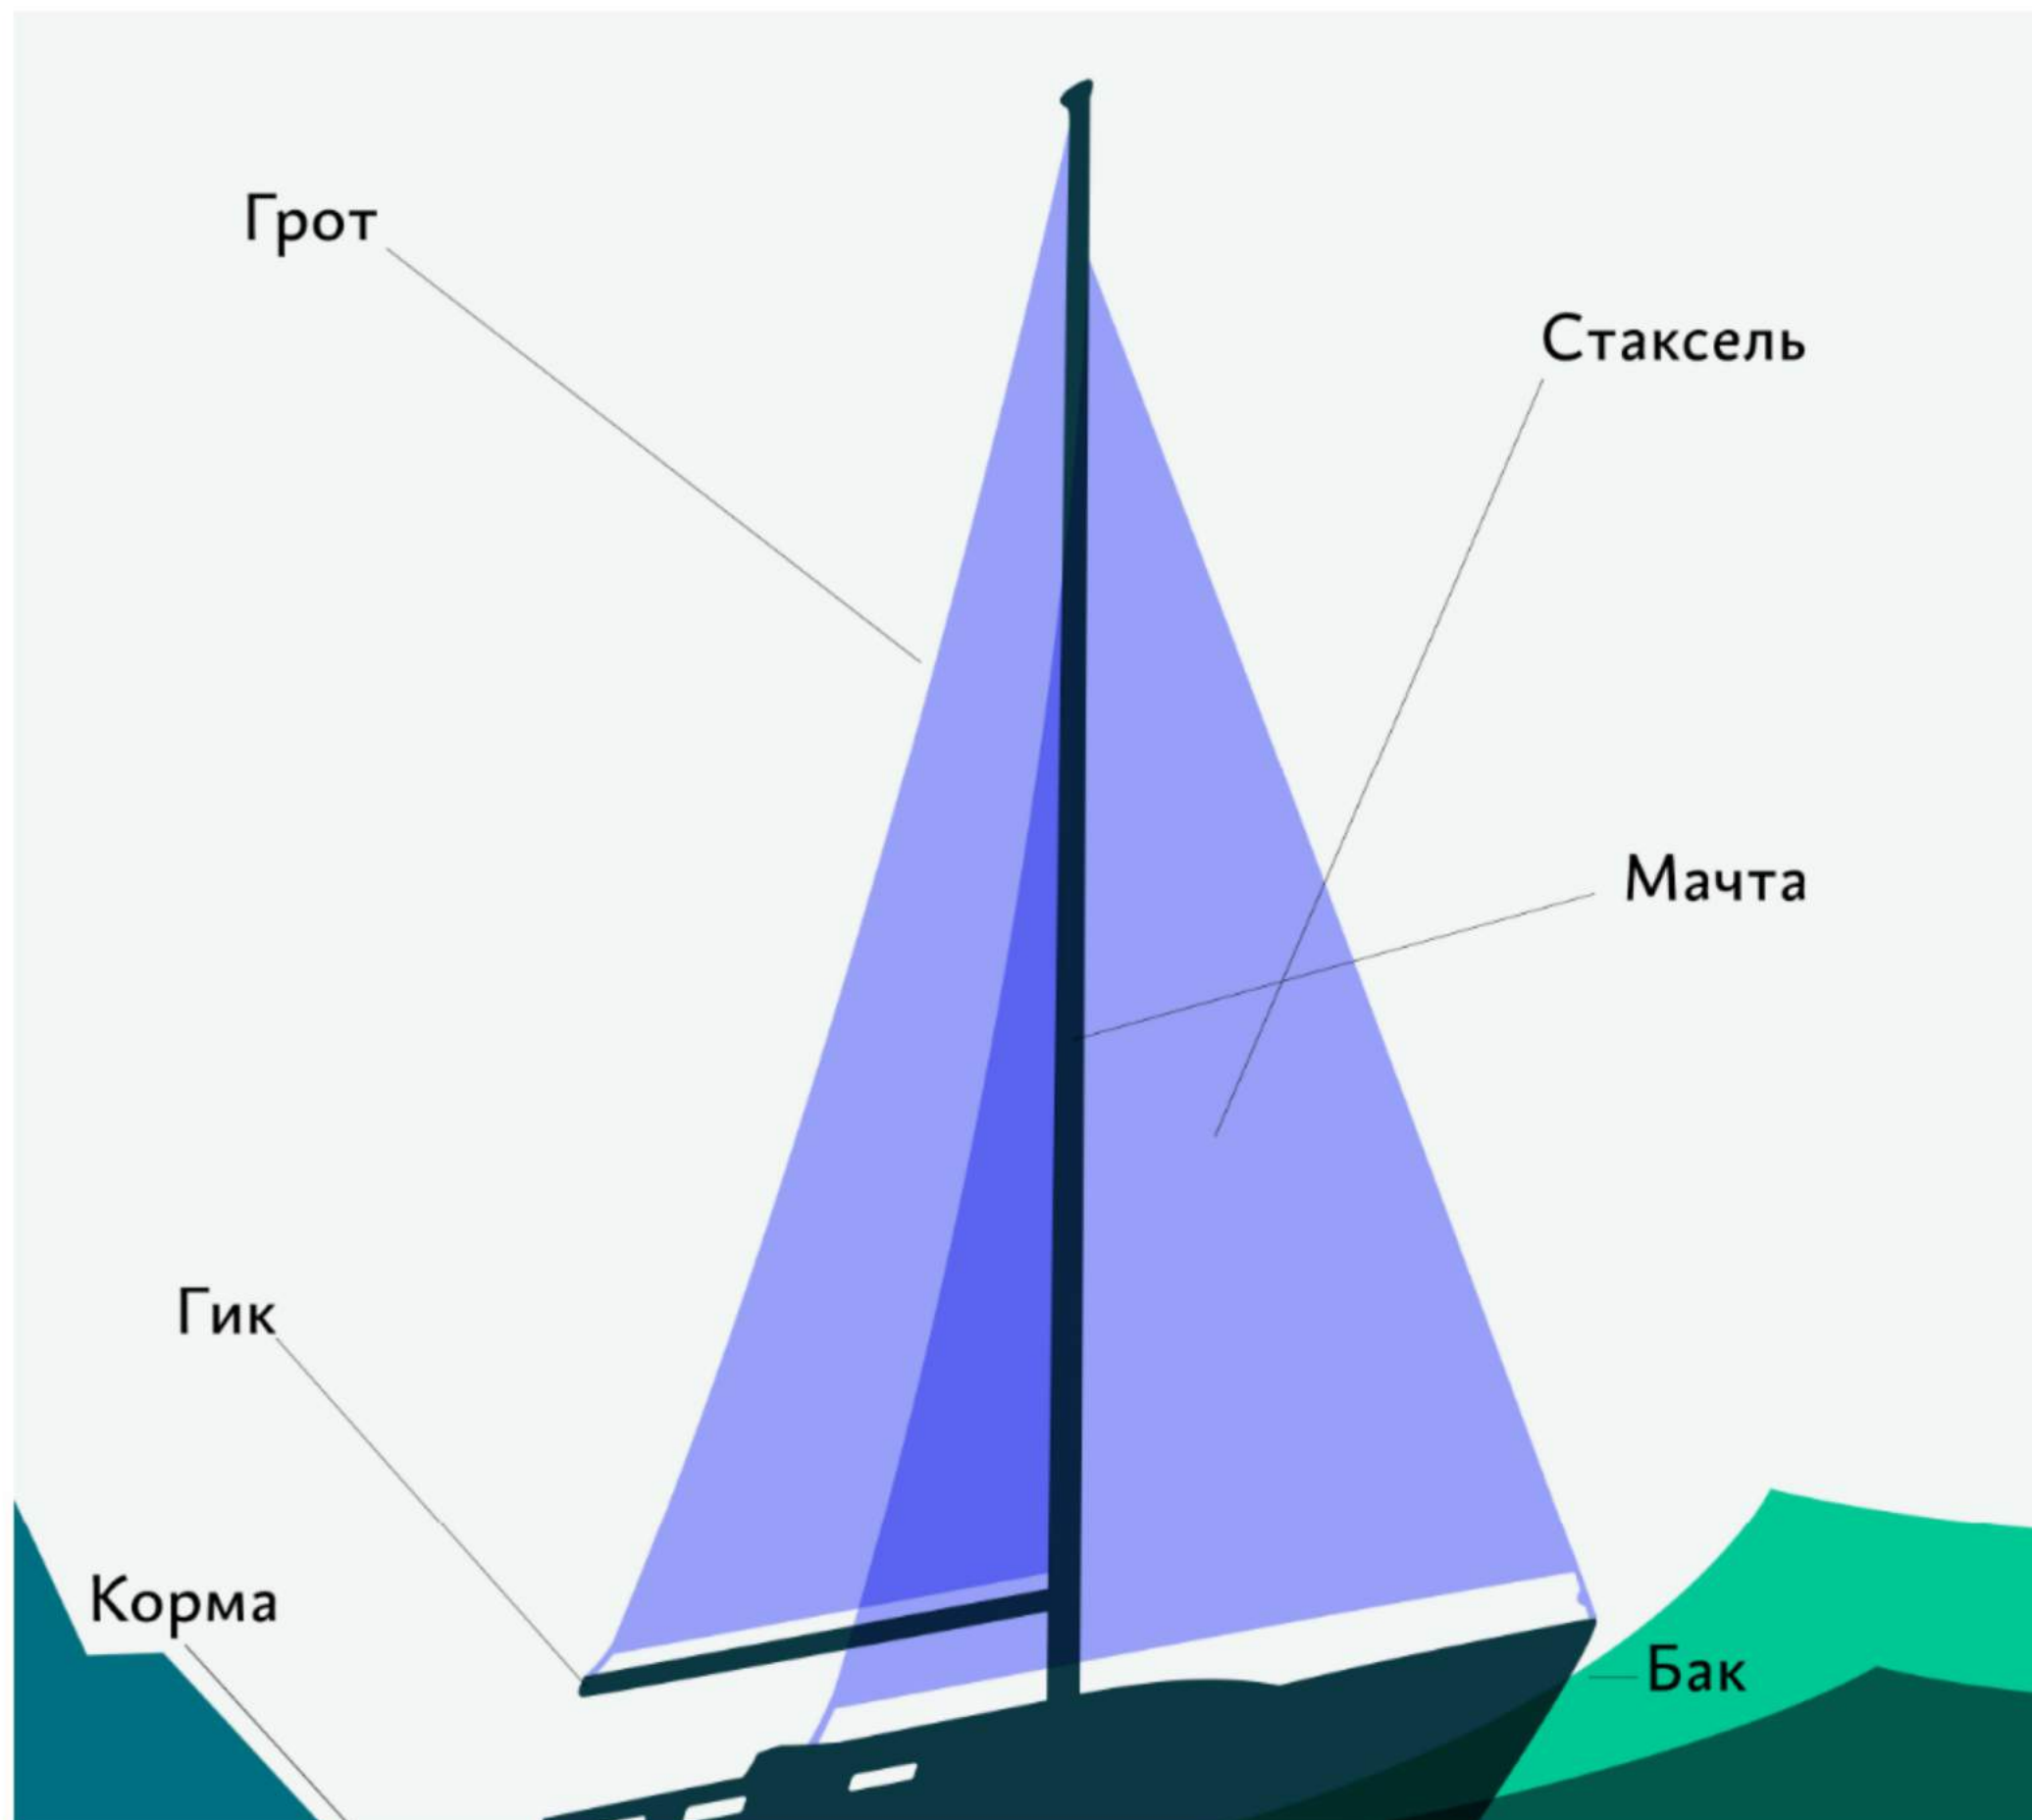 Грот
Стаксель
Мачта
Гик
Корма
Бак